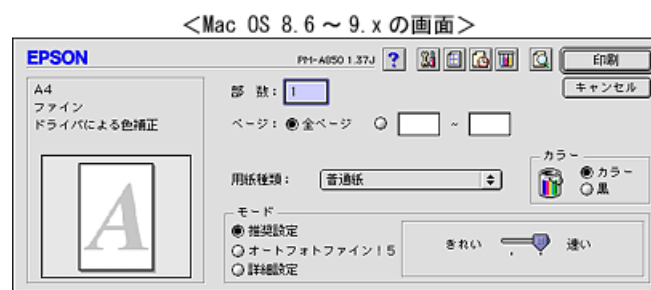 ＜Mac OS 8.6～9.xの画面＞
EPSON
PM-A850 1.37J
?
印刷
A4
ファイン
ドライバによる色補正
部 数：1
キャンセル
ページ：全ページ ～
カラー
用紙種類： 普通紙
カラー
黒
モード
推奨設定
オートフォトファイン！5
詳細設定
きれい 速い
A